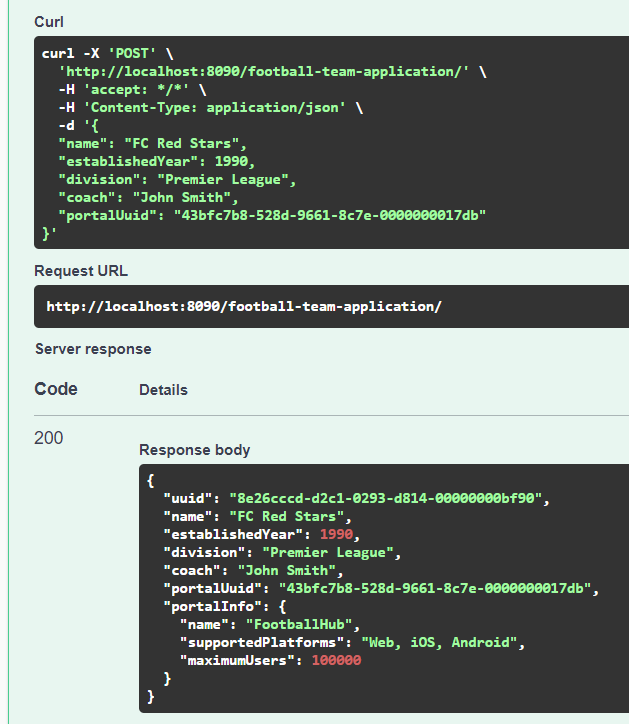 Curl
curl -X 'POST' \
'http://localhost:8090/football-team-application/' \
-H 'accept: */*' \
-H 'Content-Type: application/json' \
-d '{
"name": "FC Red Stars",
"establishedYear": 1990,
"division": "Premier League",
"coach": "John Smith",
"portalUuid": "43bfc7b8-528d-9661-8c7e-0000000017db"
}'
Request URL
http://localhost:8090/football-team-application/
Server response
Code Details
200
Response body
{
"uuid": "8e26cccd-d2c1-0293-d814-00000000bf90",
"name": "FC Red Stars",
"establishedYear": 1990,
"division": "Premier League",
"coach": "John Smith",
"portalUuid": "43bfc7b8-528d-9661-8c7e-0000000017db",
"portalInfo": {
"name": "FootballHub",
"supportedPlatforms": "Web, iOS, Android",
"maximumUsers": 100000
}
}